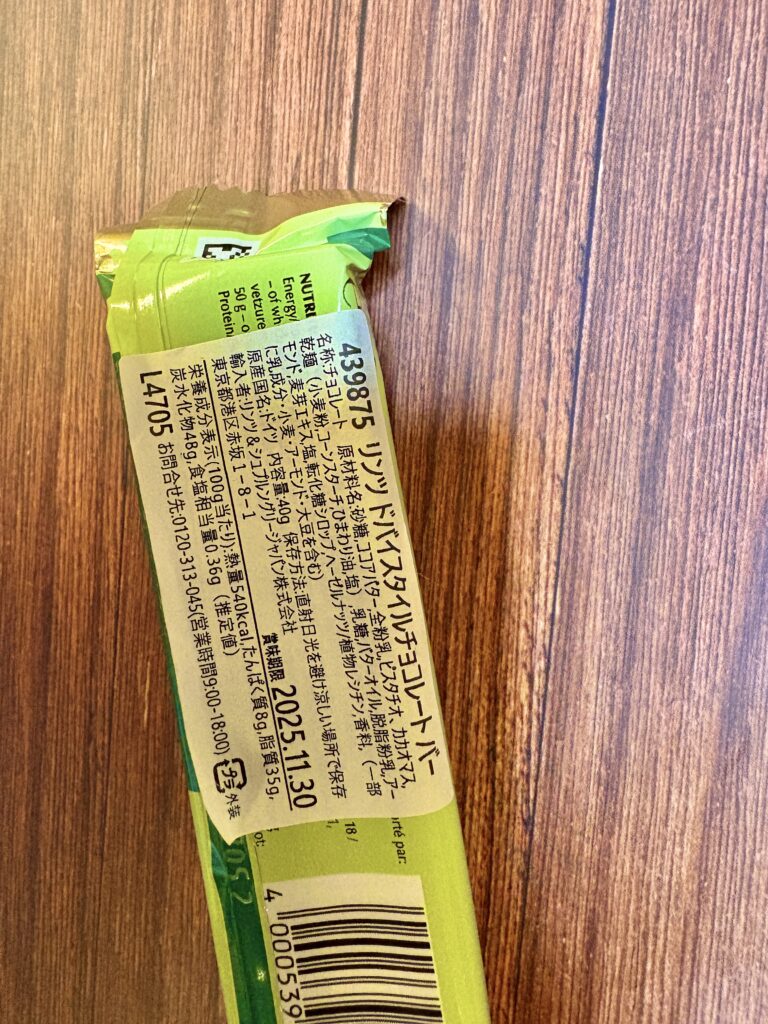 NUTRI
Energy/
– of wh
vetzure
50 g – o
Protein
439875 リンツ ドバイスタイルチョコレート バー
名称:チョコレート 原材料名:砂糖,ココアバター,全粉乳,ピスタチオ,カカオマス,
乾麺（小麦粉,コーンスターチ,ひまわり油,塩）乳糖,バターオイル,脱脂粉乳,アー
モンド,麦芽エキス,塩,転化糖シロップ,ヘーゼルナッツ/植物レシチン,香料,（一部
に乳成分・小麦・アーモンド・大豆を含む）
原産国名:ドイツ 内容量:40g 保存方法:直射日光を避け涼しい場所で保存
輸入者:リンツ&シュプルングリージャパン株式会社
東京都港区赤坂1-8-1 賞味期限 2025.11.30
栄養成分表示(100g当たり):熱量540kcal,たんぱく質8g,脂質35g,
炭水化物48g,食塩相当量0.36g（推定値）
L4705 お問合せ先:0120-313-045(営業時間9:00-18:00) プラ 外装
orté par:
18 /
ot:
4 000539